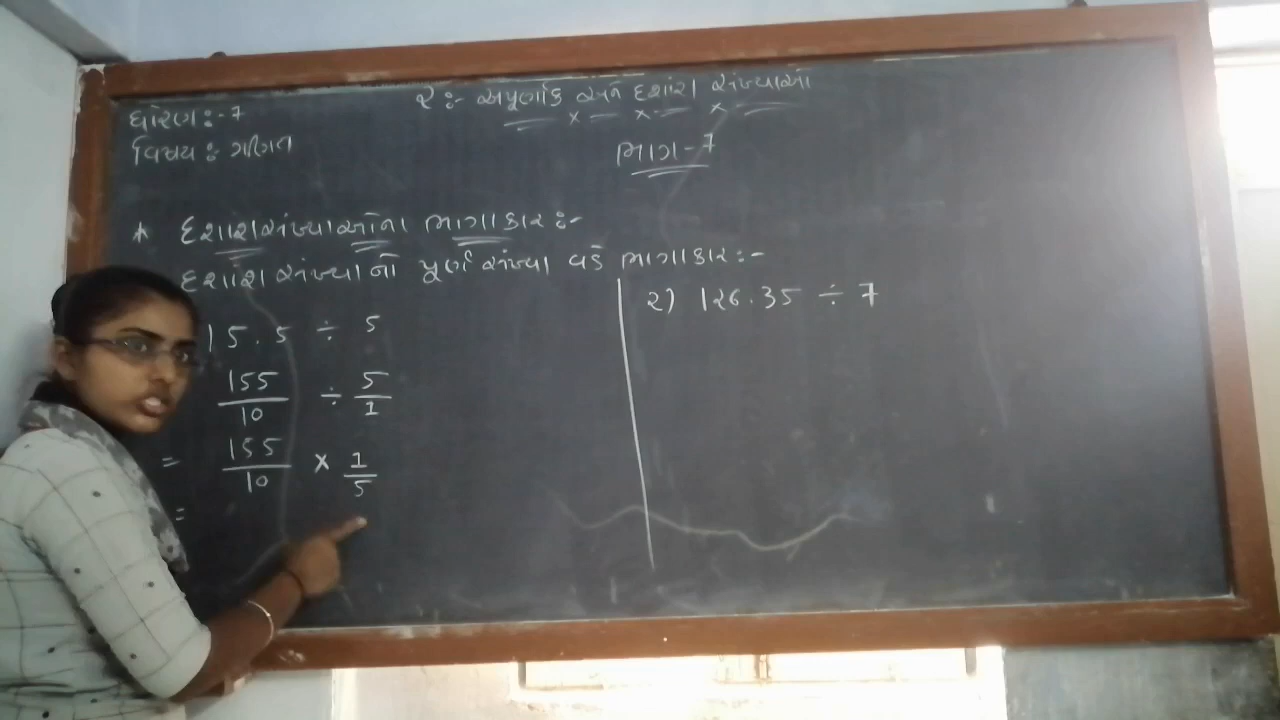 ધોરણ:-7
વિષય: ગણિત
૨:- અપૂર્ણાંક અને દશાંશ સંખ્યાઓ
ભાગ-7
* દશાંશસંખ્યાઓના ભાગાકાર:-
દશાંશ સંખ્યાનો પૂર્ણ સંખ્યા વડે ભાગાકાર:-
15.5 ÷ 5
155/10 ÷ 5/1
= 155/10 × 1/5
=
૨) 126.35 ÷ 7